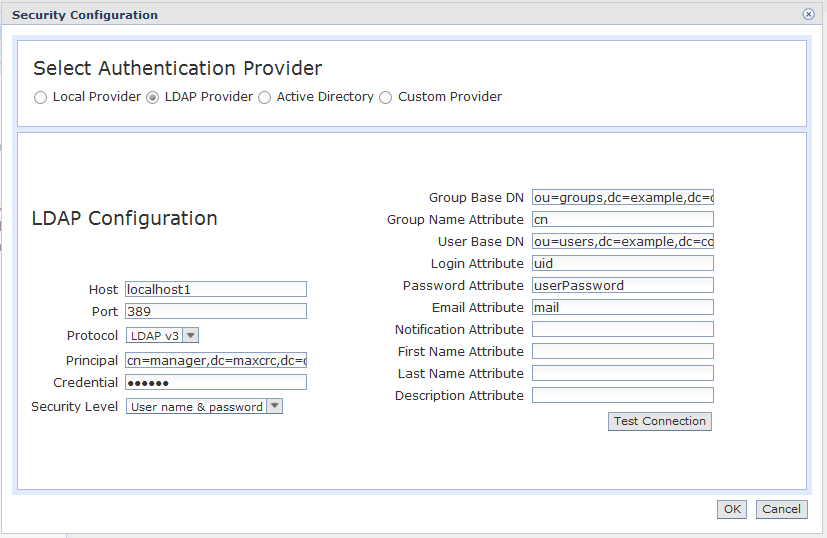 Security Configuration
Select Authentication Provider
Local Provider LDAP Provider Active Directory Custom Provider
LDAP Configuration
Host localhost1
Port 389
Protocol LDAP v3
Principal cn=manager,dc=maxcrc,dc=c
Credential ●●●●●●
Security Level User name & password
Group Base DN ou=groups,dc=example,dc=c
Group Name Attribute cn
User Base DN ou=users,dc=example,dc=co
Login Attribute uid
Password Attribute userPassword
Email Attribute mail
Notification Attribute
First Name Attribute
Last Name Attribute
Description Attribute
Test Connection
OK Cancel